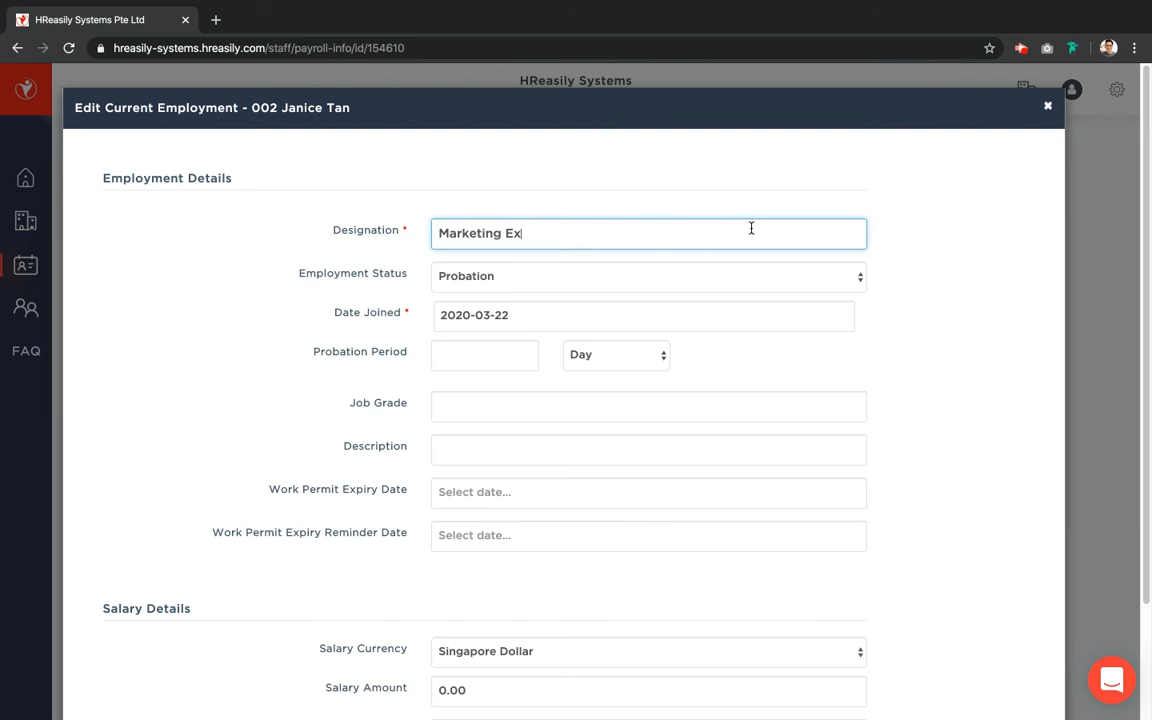 HReasily Systems Pte Ltd
hreasily-systems.hreasily.com/staff/payroll-info/id/154610
HReasily Systems
Edit Current Employment - 002 Janice Tan
Employment Details
Designation * Marketing Ex
Employment Status Probation
Date Joined * 2020-03-22
Probation Period Day
Job Grade
Description
Work Permit Expiry Date Select date...
Work Permit Expiry Reminder Date Select date...
FAQ
Salary Details
Salary Currency Singapore Dollar
Salary Amount 0.00